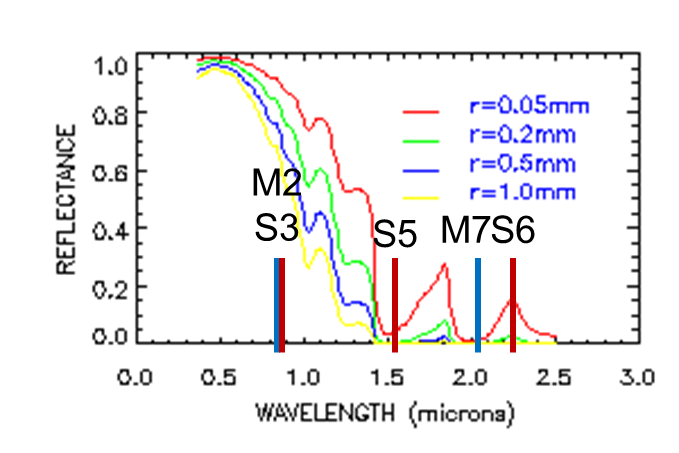 1.0
0.8
0.6
0.4
0.2
0.0
REFLECTANCE
r=0.05mm
r=0.2mm
r=0.5mm
r=1.0mm
M2
S3
S5
M7S6
0.0 0.5 1.0 1.5 2.0 2.5 3.0
WAVELENGTH (microns)